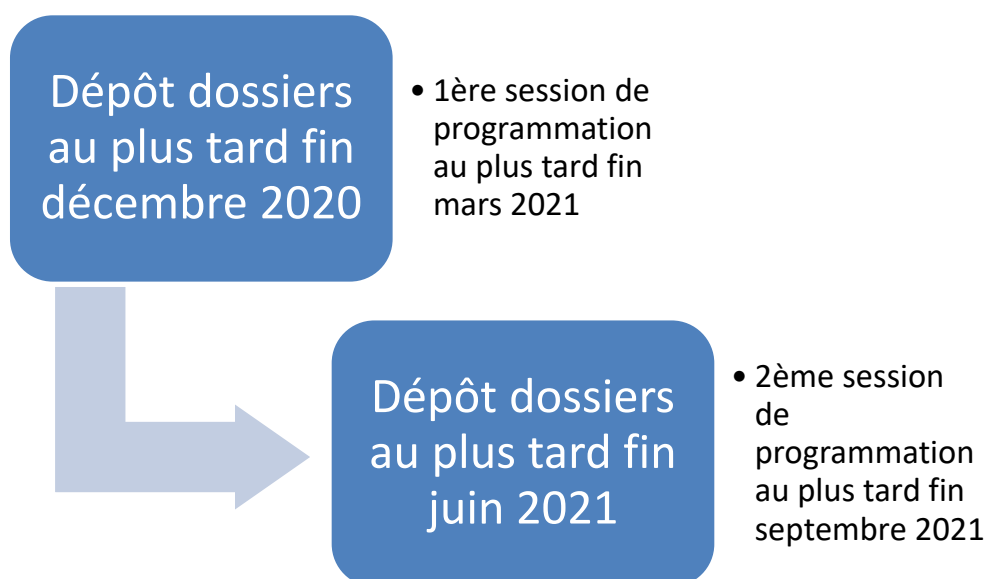 Dépôt dossiers
au plus tard fin
décembre 2020
• 1ère session de
programmation
au plus tard fin
mars 2021
Dépôt dossiers
au plus tard fin
juin 2021
• 2ème session
de
programmation
au plus tard fin
septembre 2021